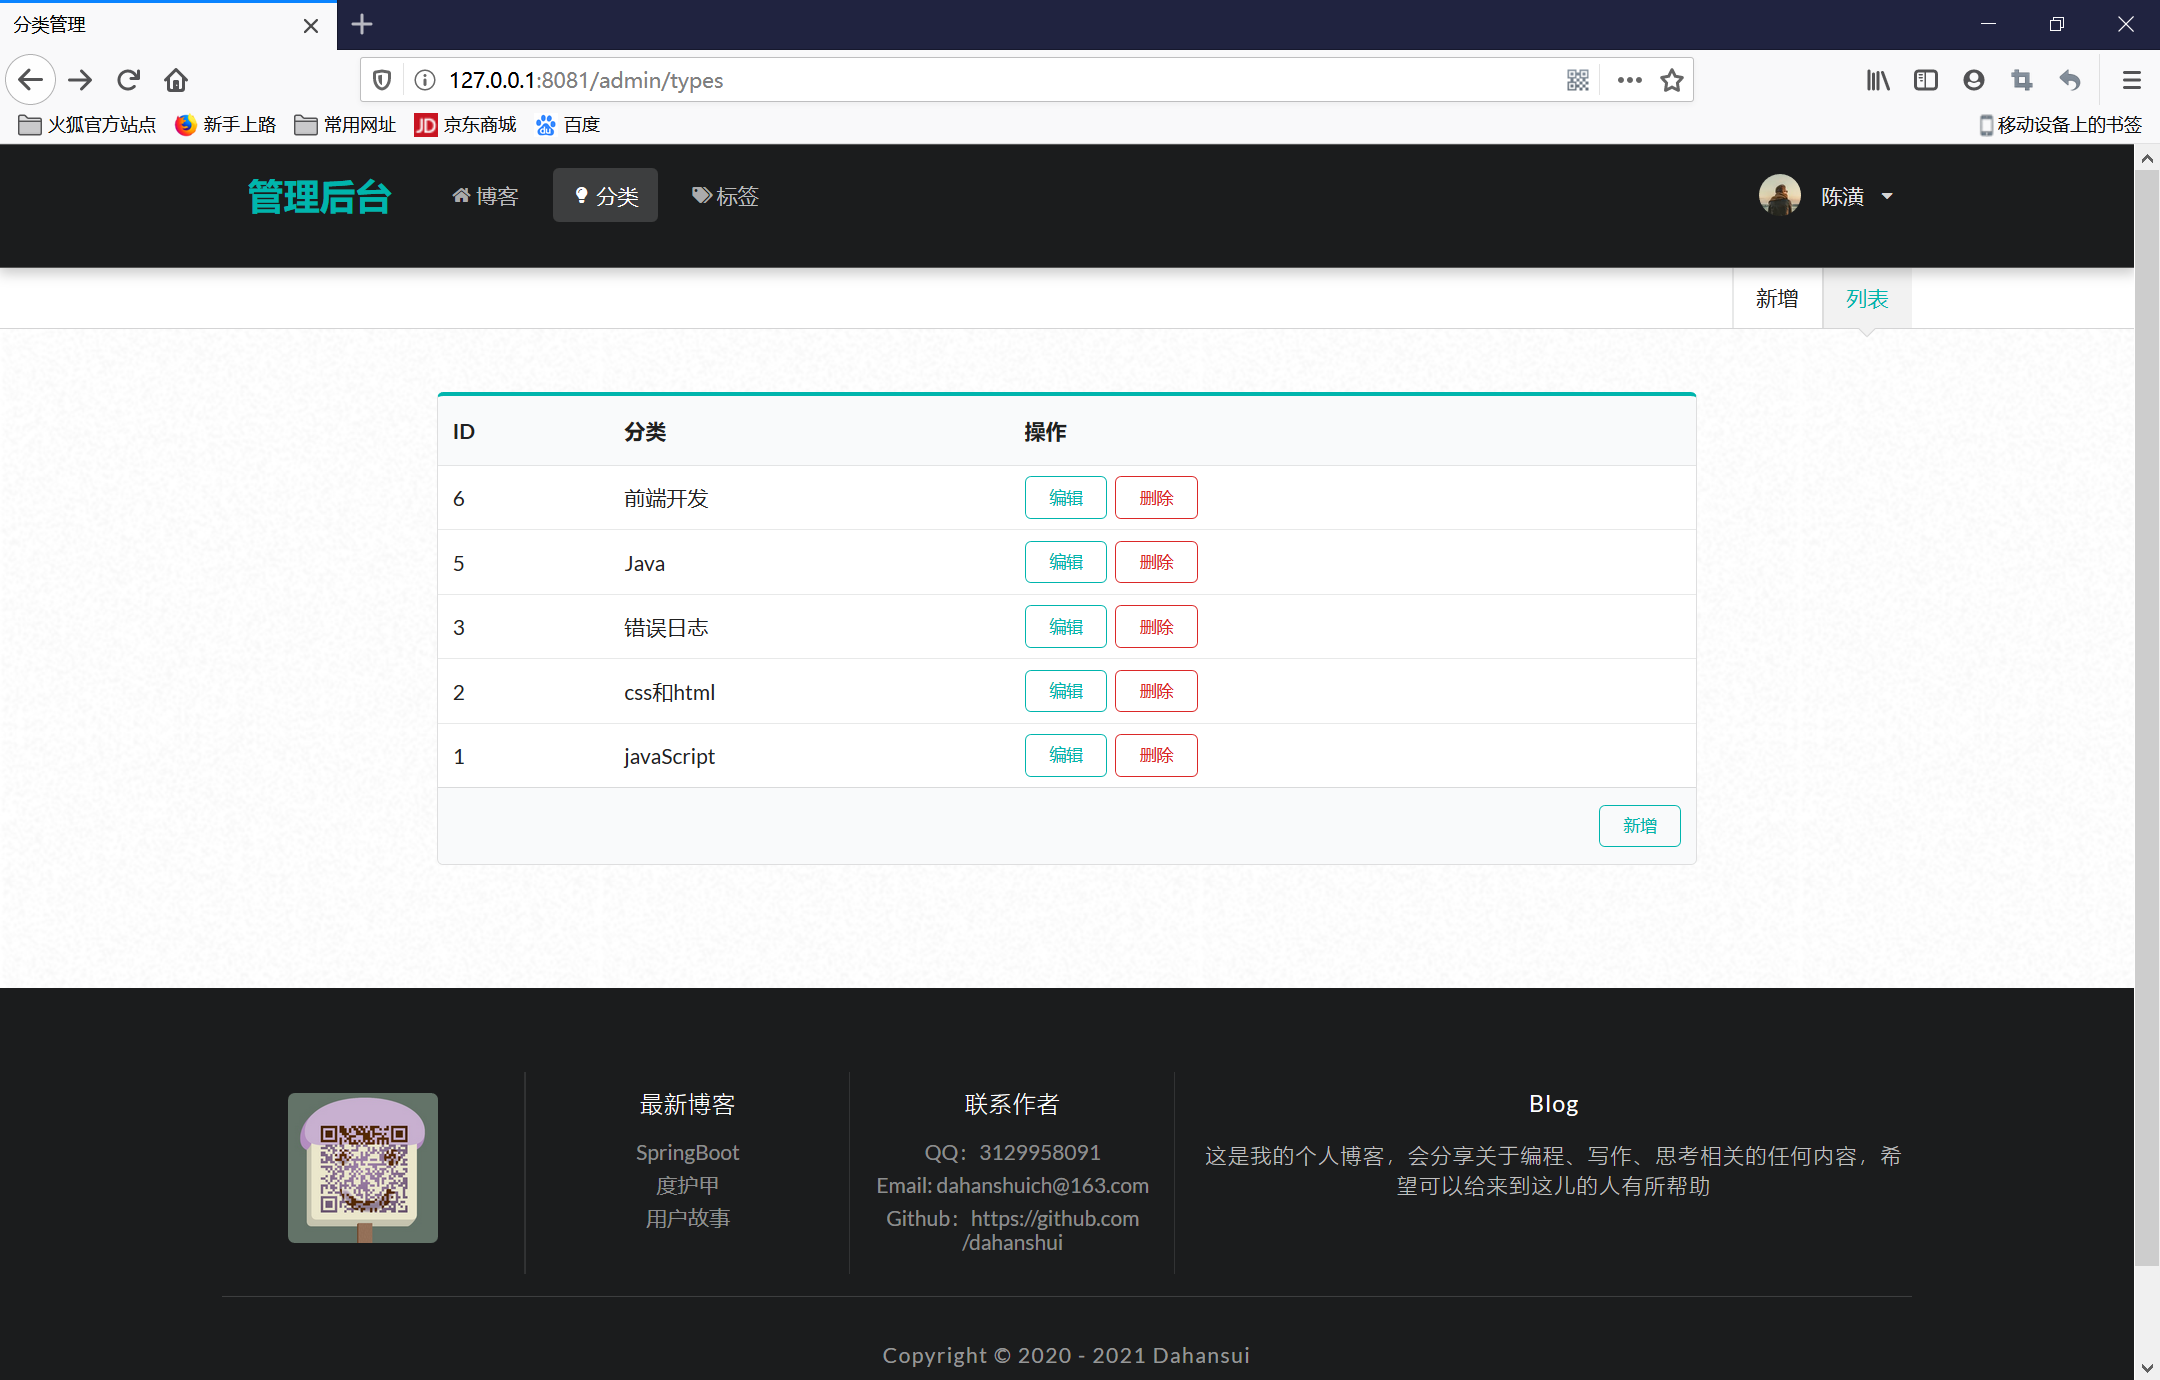 分类管理
127.0.0.1:8081/admin/types
火狐官方站点 新手上路 常用网址 JD 京东商城 du 百度 移动设备上的书签
管理后台 博客 分类 标签 陈潢
新增 列表
ID 分类 操作
6 前端开发 编辑 删除
5 Java 编辑 删除
3 错误日志 编辑 删除
2 css和html 编辑 删除
1 javaScript 编辑 删除
新增
最新博客
SpringBoot
度护甲
用户故事
联系作者
QQ：3129958091
Email: dahanshuich@163.com
Github：https://github.com
/dahanshui
Blog
这是我的个人博客，会分享关于编程、写作、思考相关的任何内容，希
望可以给来到这儿的人有所帮助
Copyright © 2020 - 2021 Dahansui